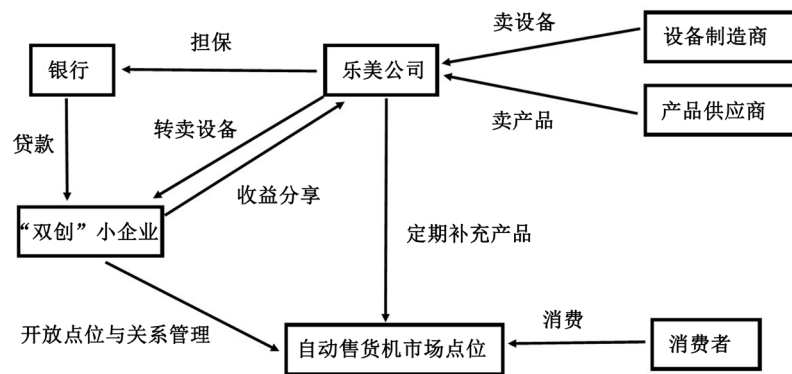 卖设备
设备制造商
担保
银行
乐美公司
产品供应商
卖产品
贷款
转卖设备
收益分享
“双创”小企业
定期补充产品
开放点位与关系管理
消费
自动售货机市场点位
消费者